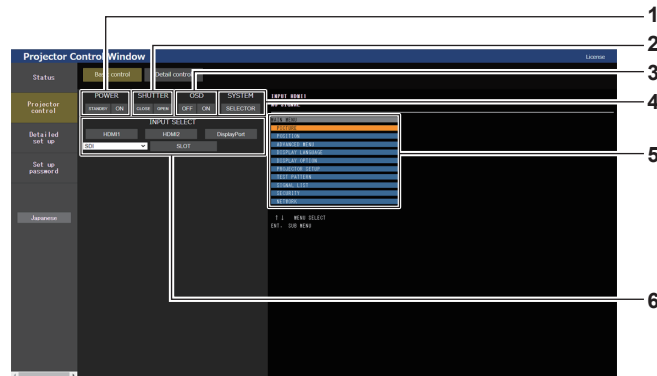 1
2
3
4
5
6
Projector Control Window
License
Status
Basic control
Detail control
POWER
SHUTTER
OSD
SYSTEM
STANDBY ON
CLOSE OPEN
OFF ON
SELECTOR
INPUT SELECT
HDMI1
HDMI2
DisplayPort
SDI
SLOT
Projector
control
Detailed
set up
Set up
password
Japanese
INPUT HDMI1
NO SIGNAL
MAIN MENU
PICTURE
POSITION
ADVANCED MENU
DISPLAY LANGUAGE
DISPLAY OPTION
PROJECTOR SETUP
TEST PATTERN
SIGNAL LIST
SECURITY
NETWORK
↑↓ MENU SELECT
ENT. SUB MENU